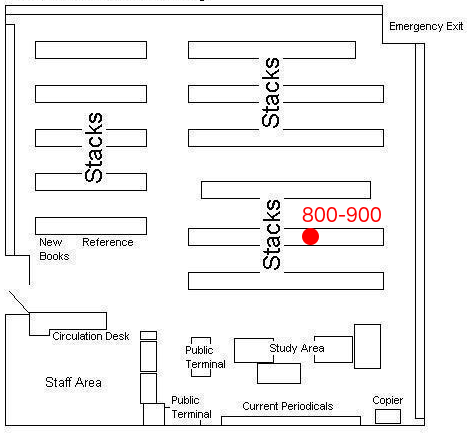 Emergency Exit
Stacks
Stacks
Stacks
800-900
New Reference
Books
Circulation Desk
Public
Terminal
Study Area
Staff Area
Public
Terminal
Current Periodicals
Copier